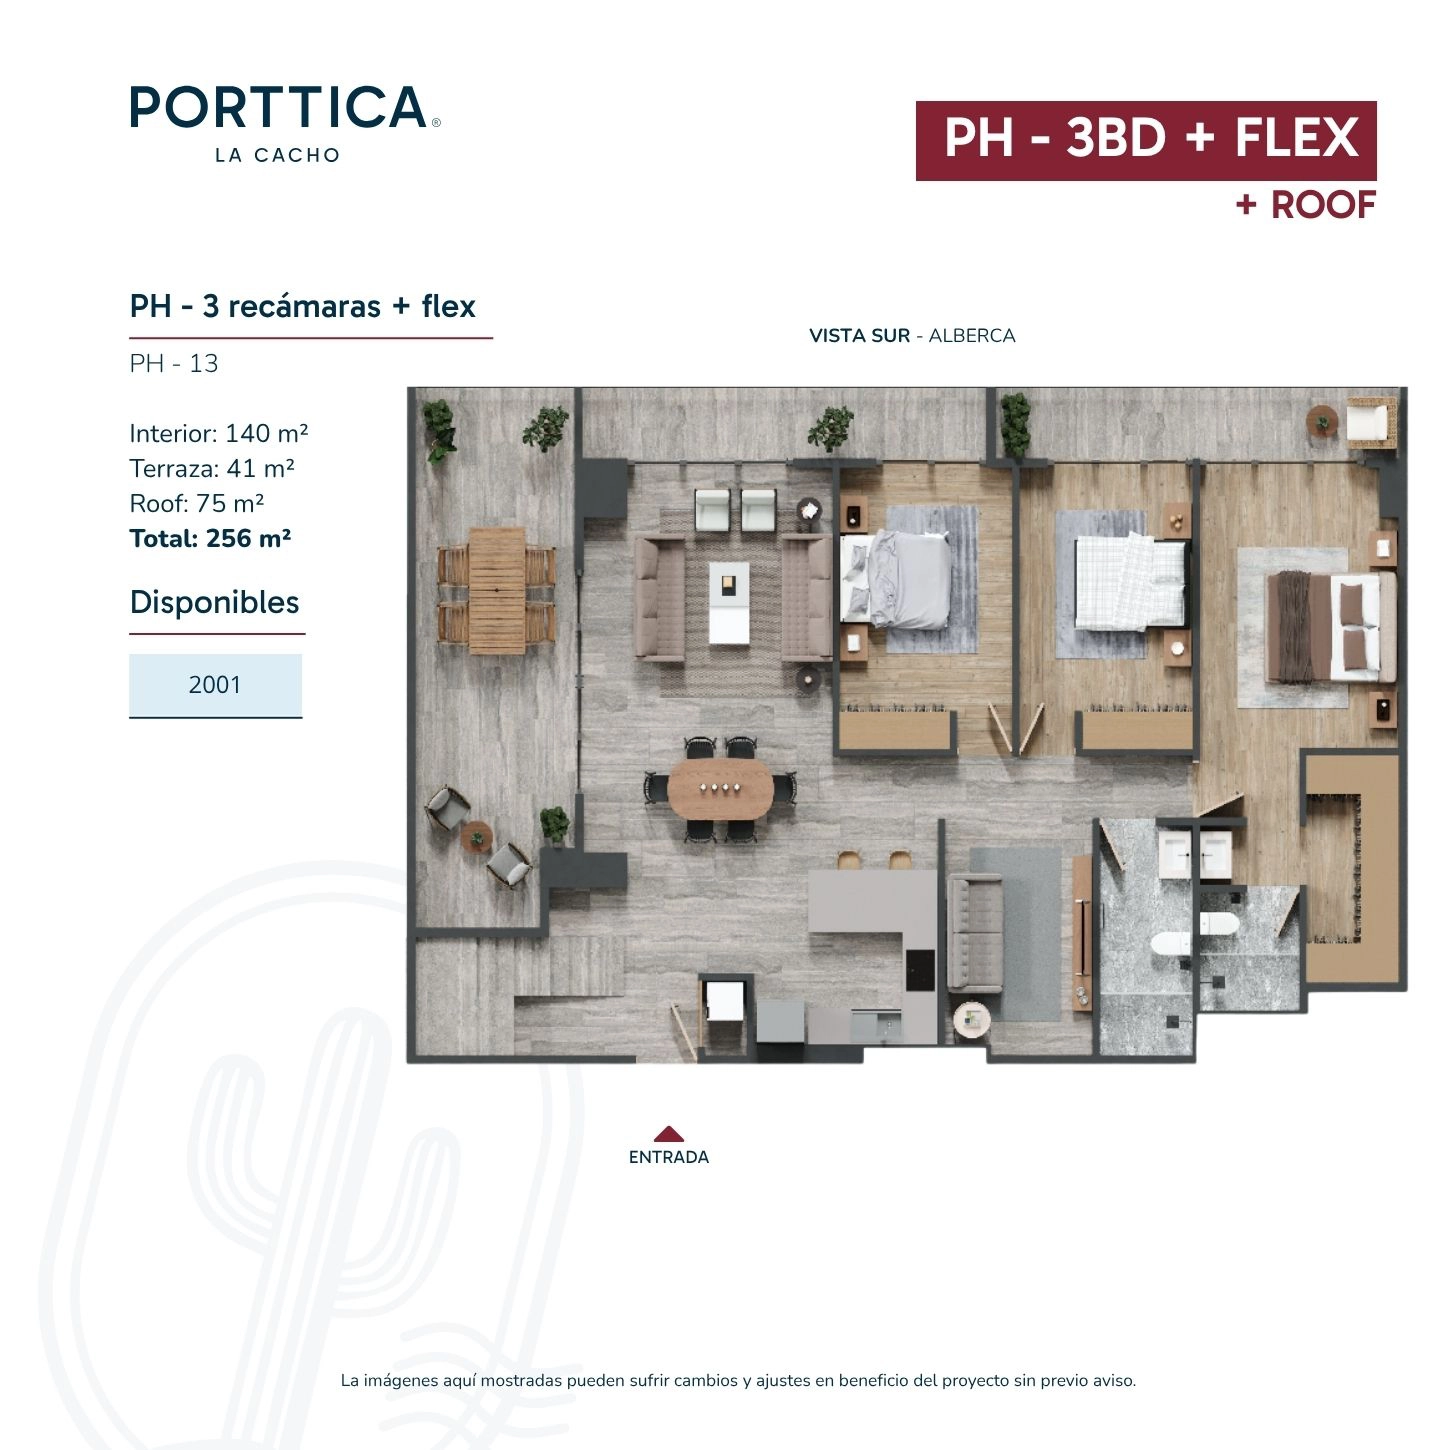 PORTTICA®
LA CACHO
PH - 3BD + FLEX
+ ROOF
PH - 3 recámaras + flex
PH - 13
Interior: 140 m²
Terraza: 41 m²
Roof: 75 m²
Total: 256 m²
Disponibles
2001
VISTA SUR - ALBERCA
ENTRADA
La imágenes aquí mostradas pueden sufrir cambios y ajustes en beneficio del proyecto sin previo aviso.